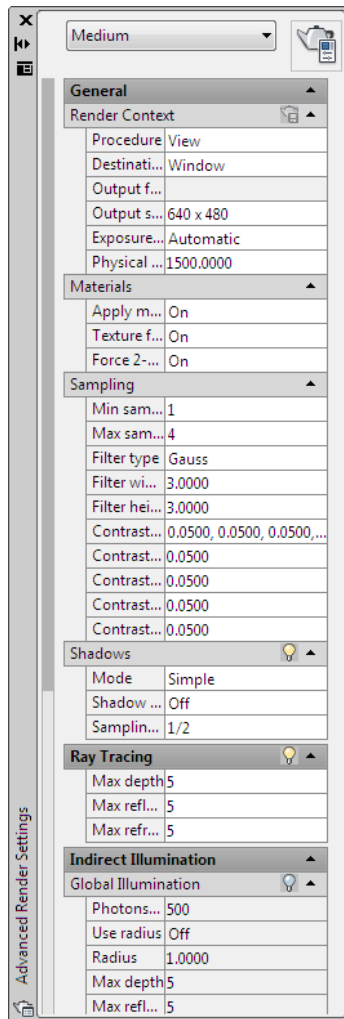 Medium
General
Render Context
Procedure View
Destinati... Window
Output f...
Output s... 640 x 480
Exposure... Automatic
Physical ... 1500.0000
Materials
Apply m... On
Texture f... On
Force 2-... On
Sampling
Min sam... 1
Max sam... 4
Filter type Gauss
Filter wi... 3.0000
Filter hei... 3.0000
Contrast... 0.0500, 0.0500, 0.0500,...
Contrast... 0.0500
Contrast... 0.0500
Contrast... 0.0500
Contrast... 0.0500
Shadows
Mode Simple
Shadow ... Off
Samplin... 1/2
Ray Tracing
Max depth 5
Max refl... 5
Max refr... 5
Indirect Illumination
Global Illumination
Photons... 500
Use radius Off
Radius 1.0000
Max depth 5
Max refl... 5
Advanced Render Settings